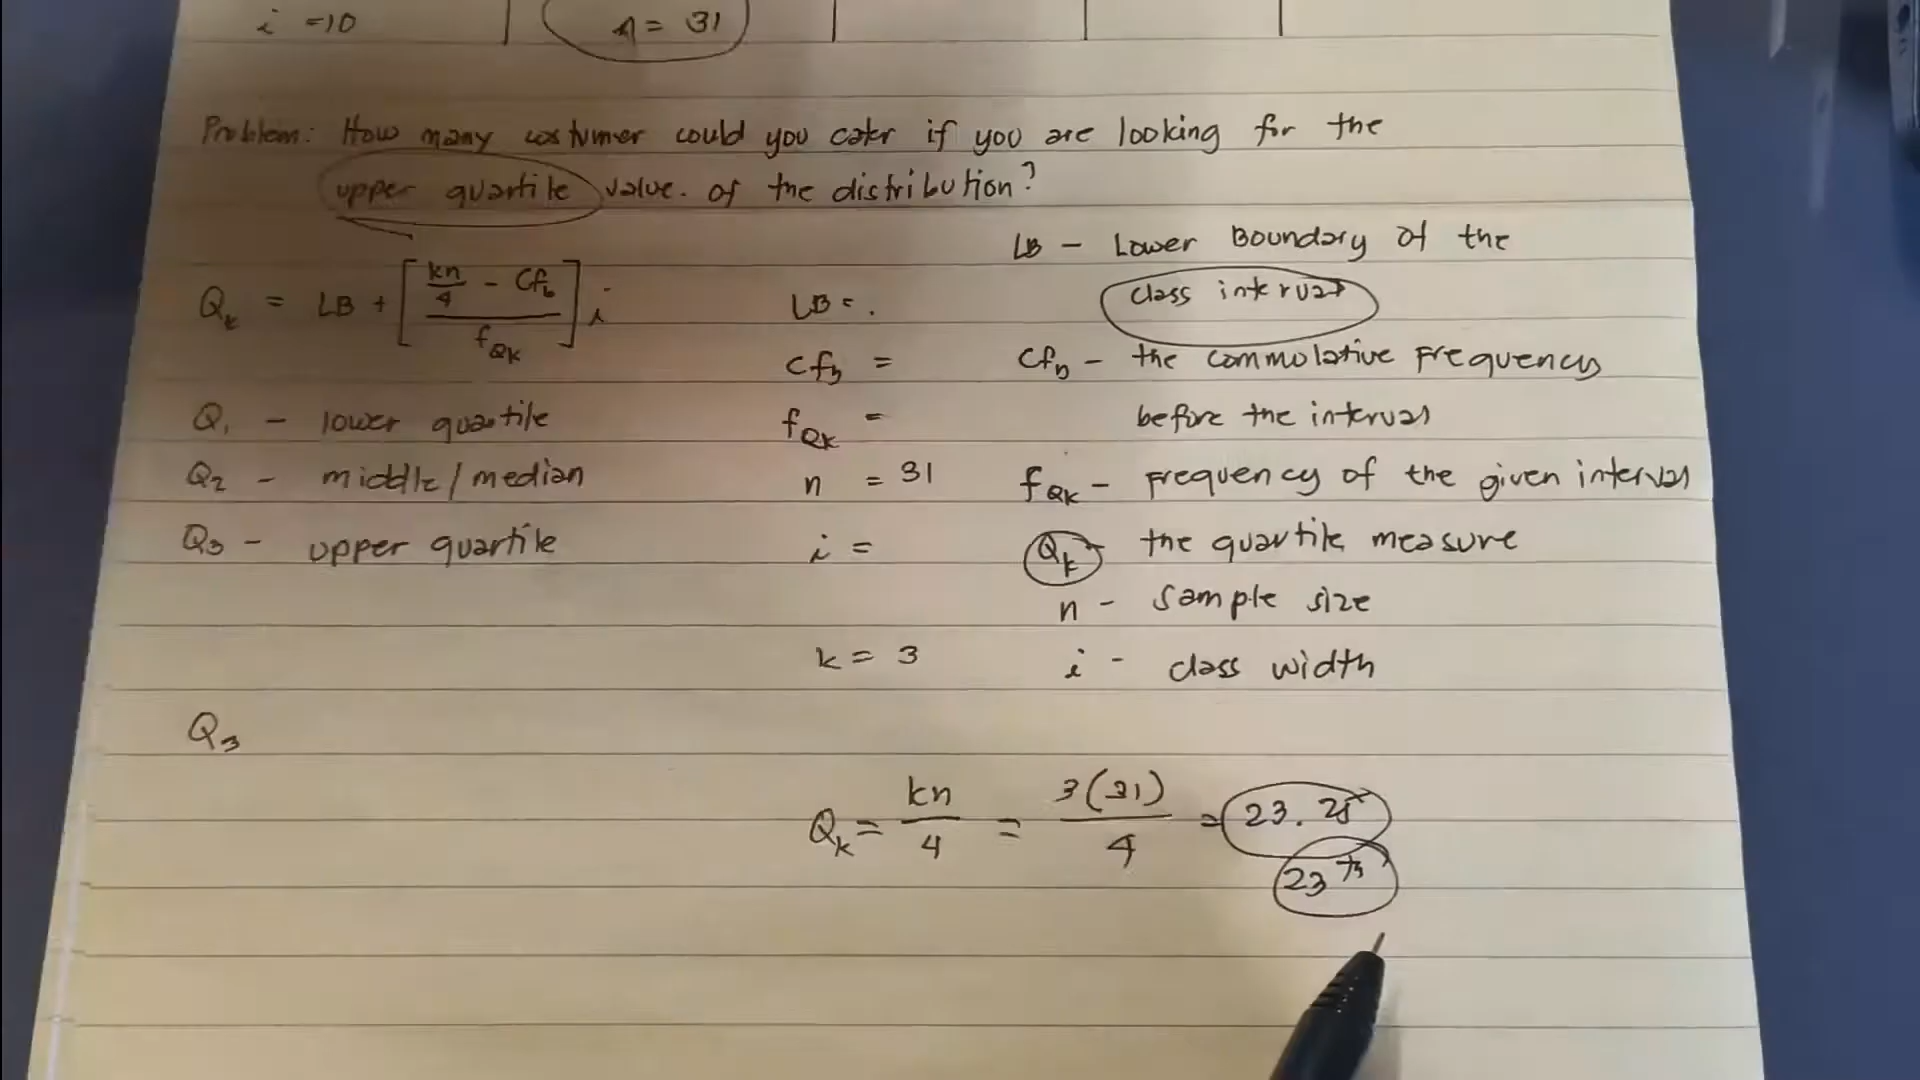 i =10
n = 31
Problem: How many costumer could you cater if you are looking for the
upper quartile value. of the distribution?
LB - Lower Boundary of the
class interval
Qk = LB + [ (kn/4 - Cfb) / fQk ] i
LB = .
Cfb =
Cfb - the commolative Frequency
before the interval
Q1 - lower quartile
fQk =
Q2 - middle/median
n = 31
fQk - Frequency of the given interval
Q3 - upper quartile
i =
Qk - the quartile measure
n - sample size
k = 3
i - class width
Q3
Qk = kn/4 = 3(31)/4 = 23.25
23th